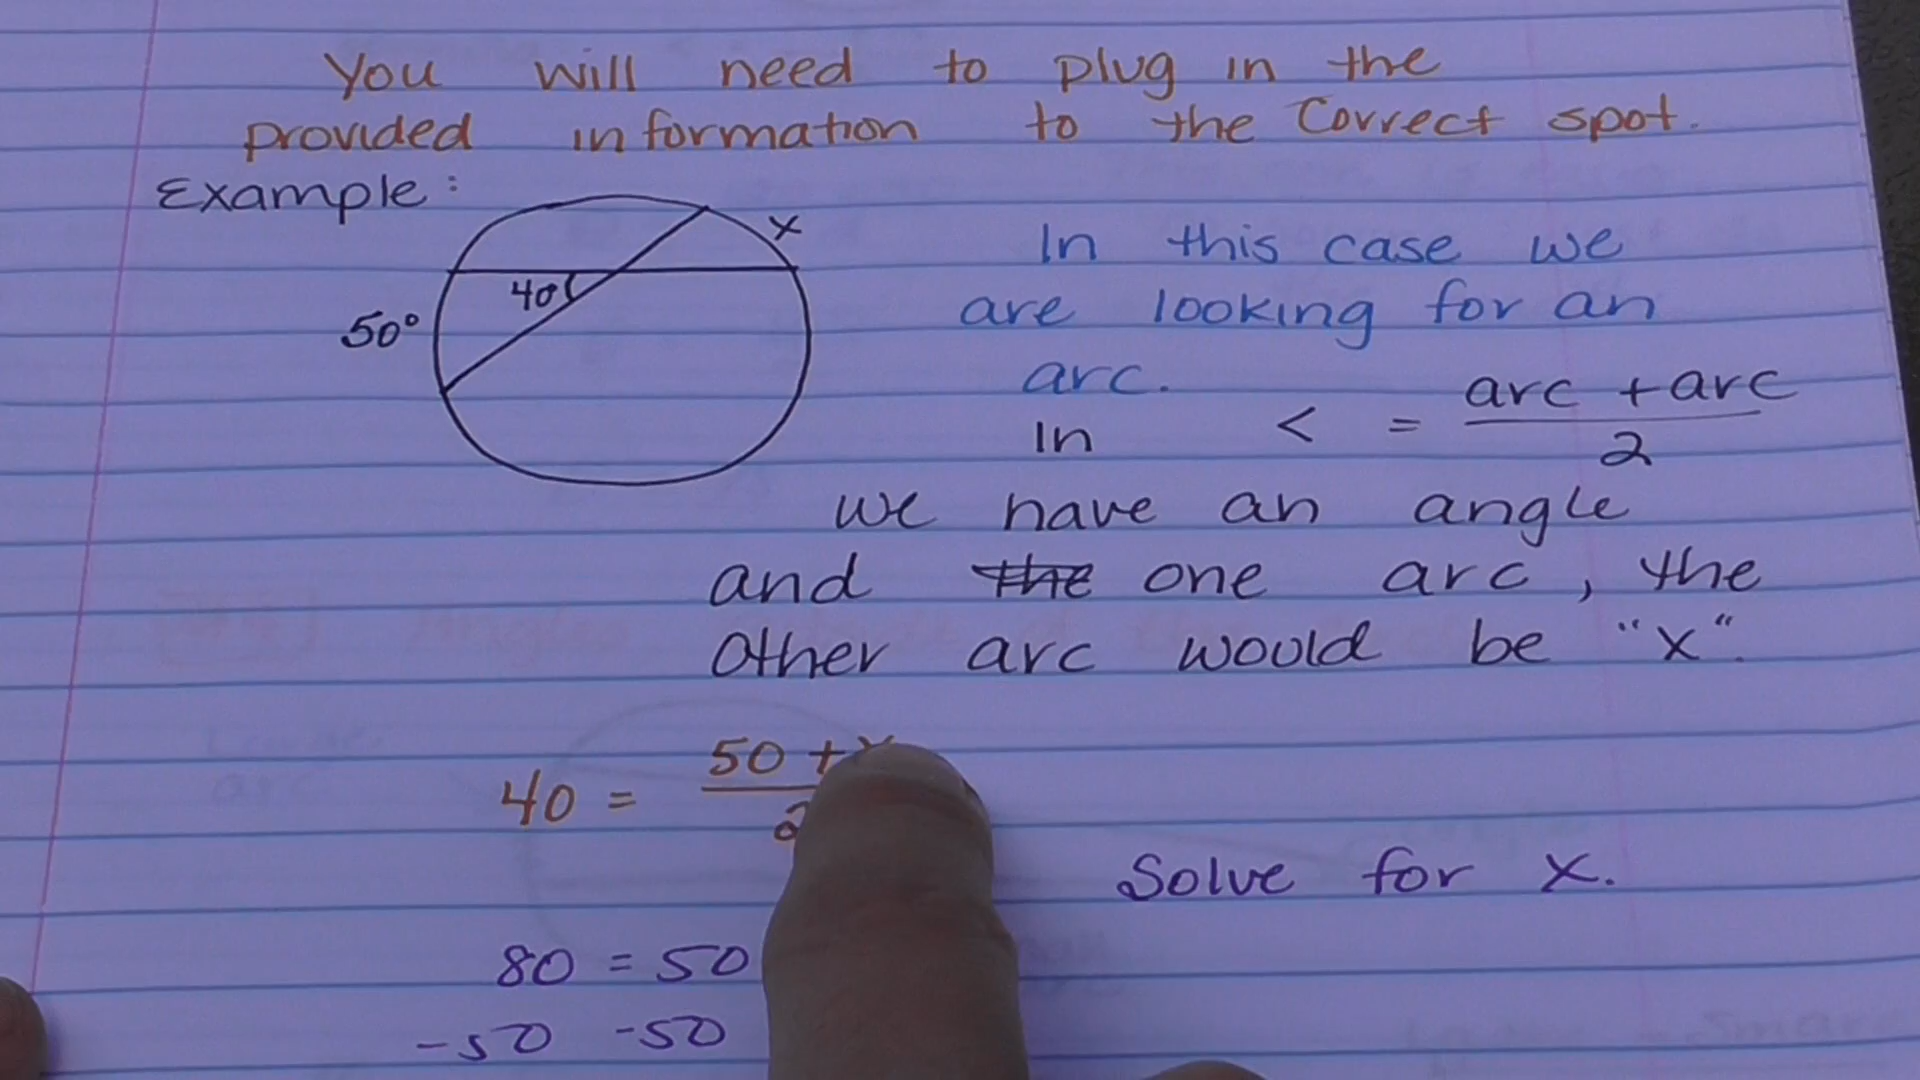 You will need to plug in the
provided information to the correct spot.
Example:
x
40
50°
In this case we
are looking for an
arc.
In < = arc + arc
2
we have an angle
and the one arc, the
other arc would be "x".
40 = 50 +
2
Solve for x.
80 = 50
-50 -50